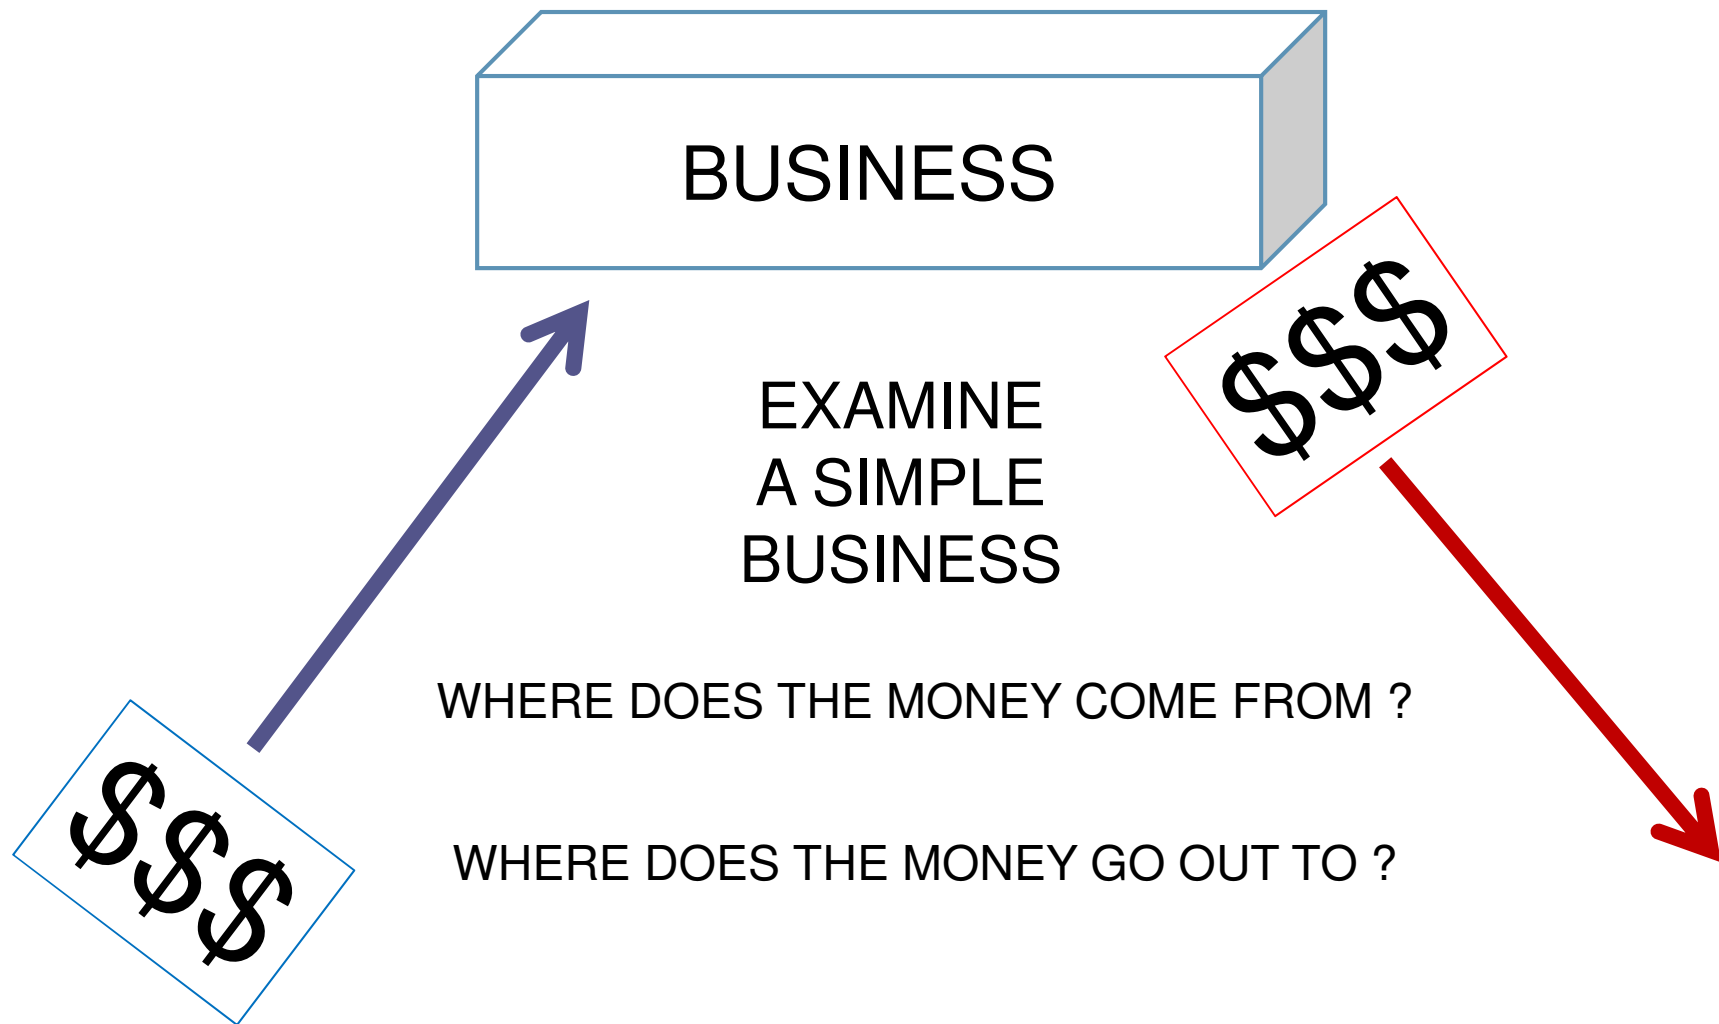 BUSINESS
$$$
EXAMINE
A SIMPLE
BUSINESS
WHERE DOES THE MONEY COME FROM ?
$$$
WHERE DOES THE MONEY GO OUT TO ?